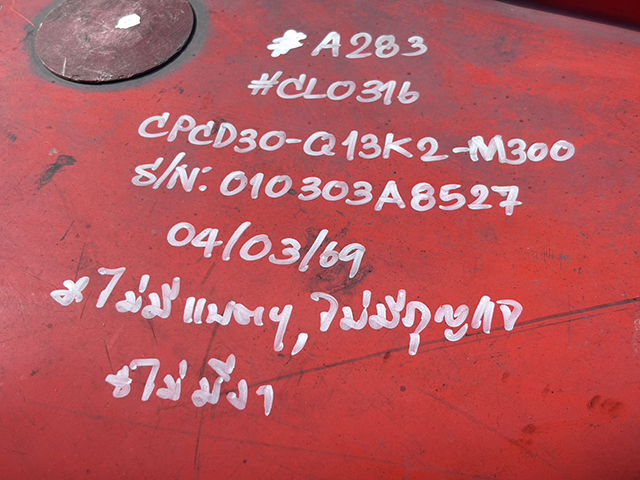 * A283
#CL0316
CPCD30-Q13K2-M300
S/N: 010303A8527
04/03/69
* ไม่มีแบตฯ, ไม่มีกุญแจ
* ไม่มีงา